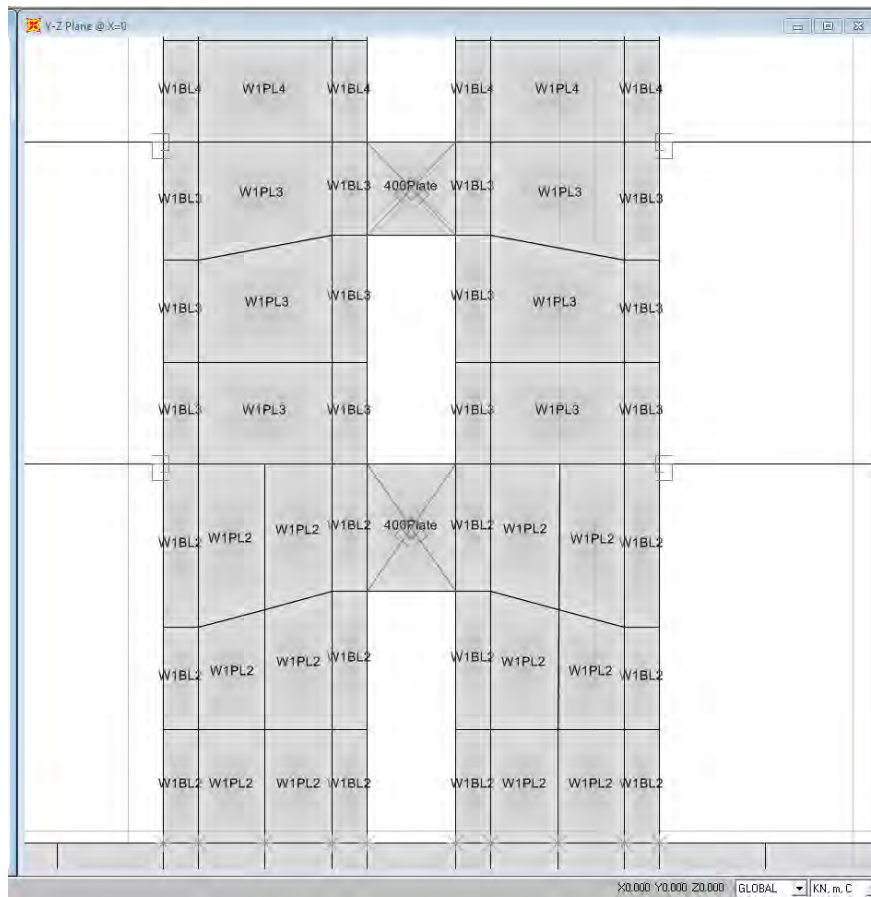 Y-Z Plane @ X=0
W1BL4 W1PL4 W1BL4 W1BL4 W1PL4 W1BL4
W1BL3 W1PL3 W1BL3 400Plate W1BL3 W1PL3 W1BL3
W1BL3 W1PL3 W1BL3 W1BL3 W1PL3 W1BL3
W1BL3 W1PL3 W1BL3 W1BL3 W1PL3 W1BL3
W1BL2 W1PL2 W1PL2 W1BL2 400Plate W1BL2 W1PL2 W1PL2 W1BL2
W1BL2 W1PL2 W1PL2 W1BL2 W1BL2 W1PL2 W1PL2 W1BL2
W1BL2 W1PL2 W1PL2 W1BL2 W1BL2 W1PL2 W1PL2 W1BL2
X0.000 Y0.000 Z0.000 GLOBAL KN, m, C